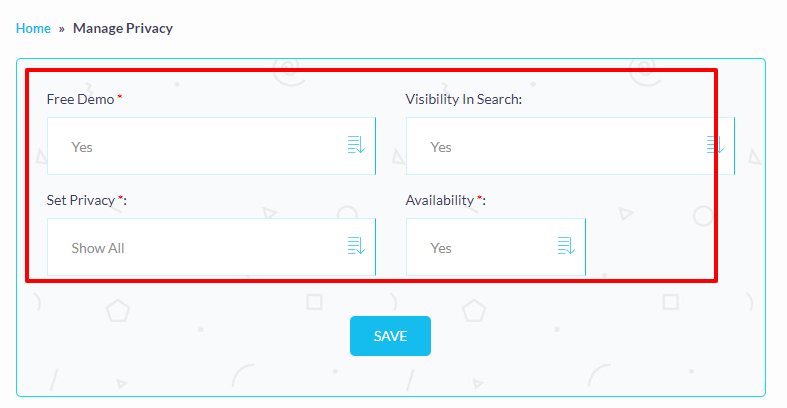 Home » Manage Privacy
Free Demo * Visibility In Search:
Yes Yes
Set Privacy *: Availability *:
Show All Yes
SAVE